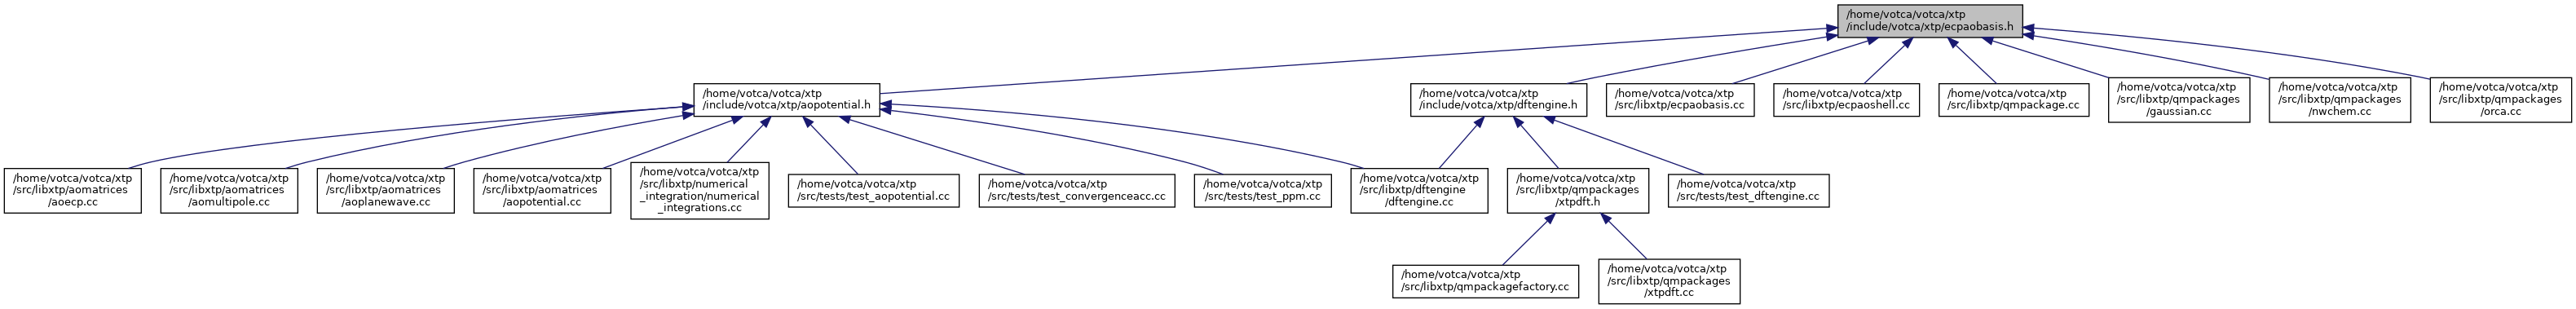 /home/votca/votca/xtp
/include/votca/xtp/ecpaobasis.h
/home/votca/votca/xtp
/include/votca/xtp/aopotential.h
/home/votca/votca/xtp
/include/votca/xtp/dftengine.h
/home/votca/votca/xtp
/src/libxtp/ecpaobasis.cc
/home/votca/votca/xtp
/src/libxtp/ecpaoshell.cc
/home/votca/votca/xtp
/src/libxtp/qmpackage.cc
/home/votca/votca/xtp
/src/libxtp/qmpackages
/gaussian.cc
/home/votca/votca/xtp
/src/libxtp/qmpackages
/nwchem.cc
/home/votca/votca/xtp
/src/libxtp/qmpackages
/orca.cc
/home/votca/votca/xtp
/src/libxtp/aomatrices
/aoecp.cc
/home/votca/votca/xtp
/src/libxtp/aomatrices
/aomultipole.cc
/home/votca/votca/xtp
/src/libxtp/aomatrices
/aoplanewave.cc
/home/votca/votca/xtp
/src/libxtp/aomatrices
/aopotential.cc
/home/votca/votca/xtp
/src/libxtp/numerical
_integration/numerical
_integrations.cc
/home/votca/votca/xtp
/src/tests/test_aopotential.cc
/home/votca/votca/xtp
/src/tests/test_convergenceacc.cc
/home/votca/votca/xtp
/src/tests/test_ppm.cc
/home/votca/votca/xtp
/src/libxtp/dftengine
/dftengine.cc
/home/votca/votca/xtp
/src/libxtp/qmpackages
/xtpdft.h
/home/votca/votca/xtp
/src/tests/test_dftengine.cc
/home/votca/votca/xtp
/src/libxtp/qmpackagefactory.cc
/home/votca/votca/xtp
/src/libxtp/qmpackages
/xtpdft.cc